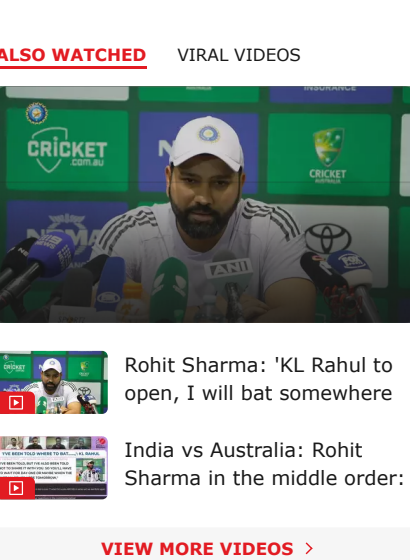 ALSO WATCHED
VIRAL VIDEOS
INSURANCE
CRICKET
.com.au
CRICKET
AUSTRALIA
ANI
Rohit Sharma: 'KL Rahul to
open, I will bat somewhere
India vs Australia: Rohit
Sharma in the middle order:
VIEW MORE VIDEOS